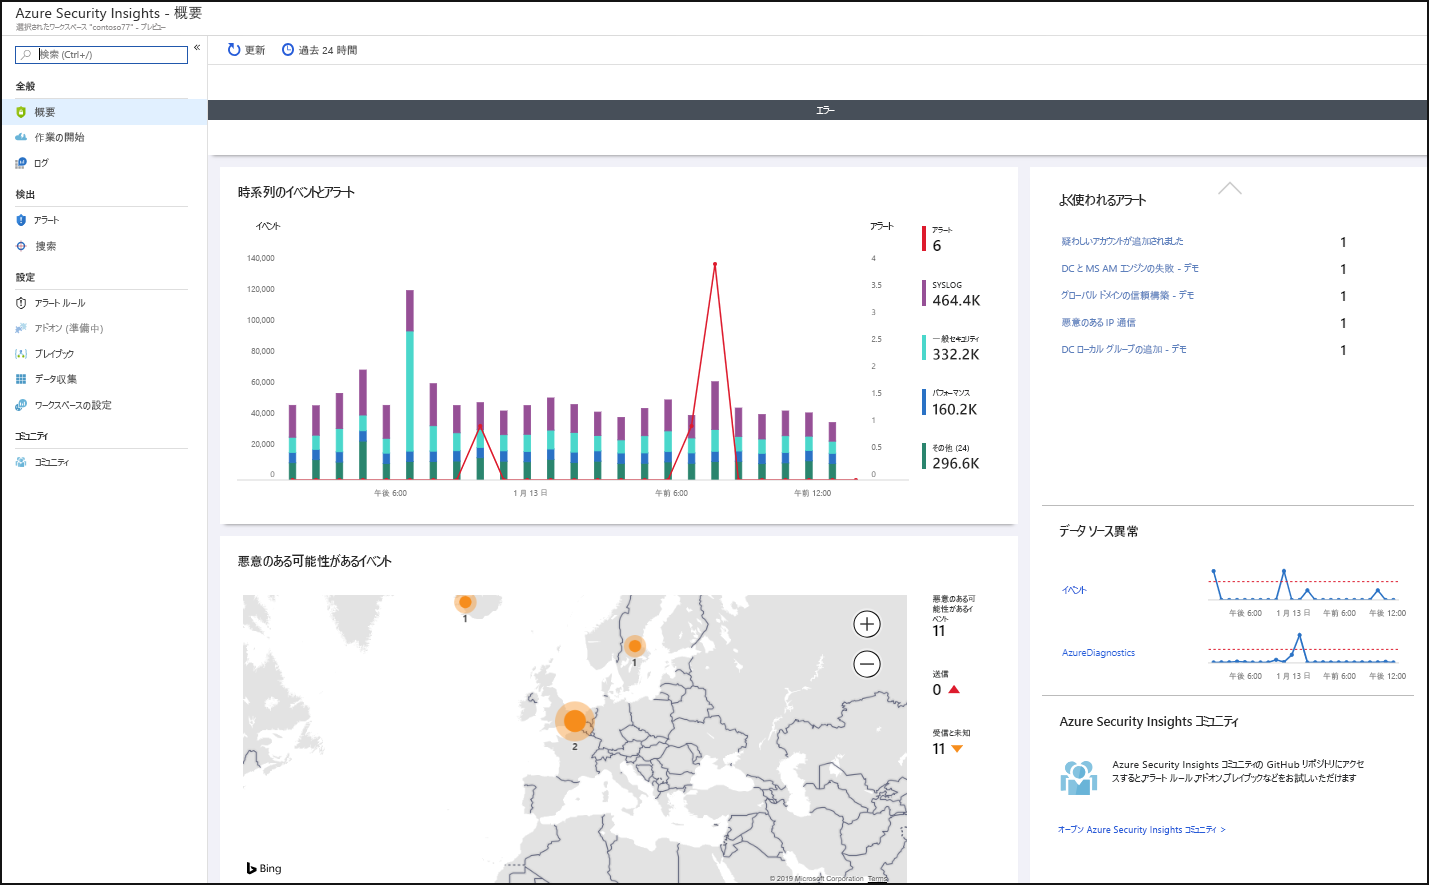 Azure Security Insights - 概要
選択されたワークスペース "contoso77" - プレビュー
検索 (Ctrl+/)
«
更新
過去 24 時間
全般
概要
作業の開始
ログ
検出
アラート
捜索
設定
アラート ルール
アドオン (準備中)
プレイブック
データ収集
ワークスペースの設定
コミュニティ
コミュニティ
エラー
時系列のイベントとアラート
イベント
アラート
140,000
120,000
100,000
80,000
60,000
40,000
20,000
0
4
3.5
3
2.5
2
1.5
1
0.5
0
午後 6:00
1 月 13 日
午前 6:00
午前 12:00
アラート
6
SYSLOG
464.4K
一般セキュリティ
332.2K
パフォーマンス
160.2K
その他 (24)
296.6K
悪意のある可能性があるイベント
1
1
2
Bing
© 2019 Microsoft Corporation Terms
悪意のある可
能性があるイ
ベント
11
送信
0
受信と未知
11
よく使われるアラート
疑わしいアカウントが追加されました 1
DC と MS AM エンジンの失敗 - デモ 1
グローバル ドメインの信頼構築 - デモ 1
悪意のある IP 通信 1
DC ローカル グループの追加 - デモ 1
データ ソース異常
イベント
午後 6:00 1 月 13 日 午前 6:00 午後 12:00
AzureDiagnostics
午後 6:00 1 月 13 日 午前 6:00 午後 12:00
Azure Security Insights コミュニティ
Azure Security Insights コミュニティの GitHub リポジトリにアクセ
スするとアラート ルール アドオンプレイブックなどをお試しいただけます
オープン Azure Security Insights コミュニティ >